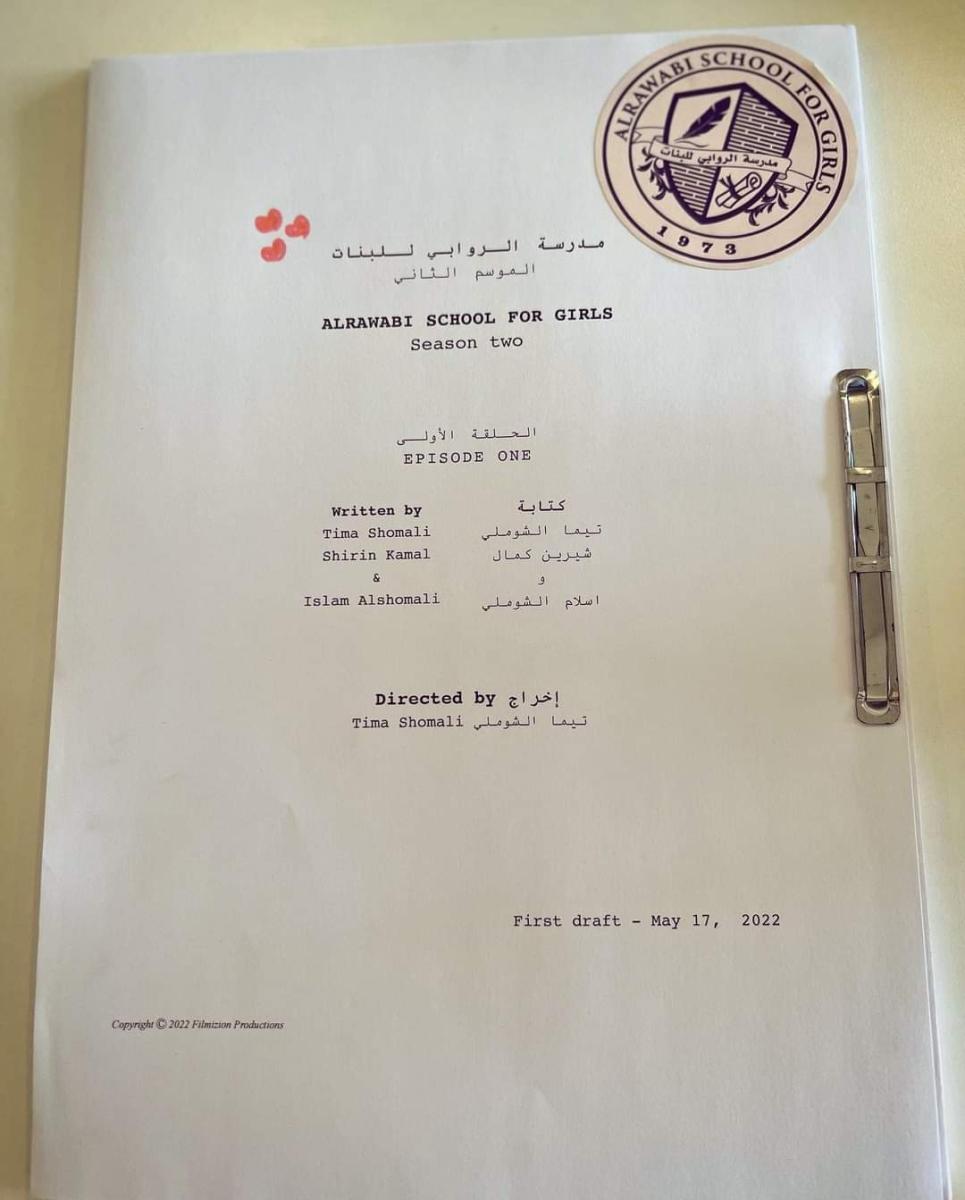 ALRAWABI SCHOOL FOR GIRLS
مدرسة الروابي للبنات
1973
مدرسة الروابي للبنات
الموسم الثاني
ALRAWABI SCHOOL FOR GIRLS
Season two
الحلقة الأولى
EPISODE ONE
Written by كتابة
Tima Shomali تيما الشوملي
Shirin Kamal شيرين كمال
& و
Islam Alshomali اسلام الشوملي
Directed by إخراج
Tima Shomali تيما الشوملي
First draft - May 17, 2022
Copyright © 2022 Filmizion Productions